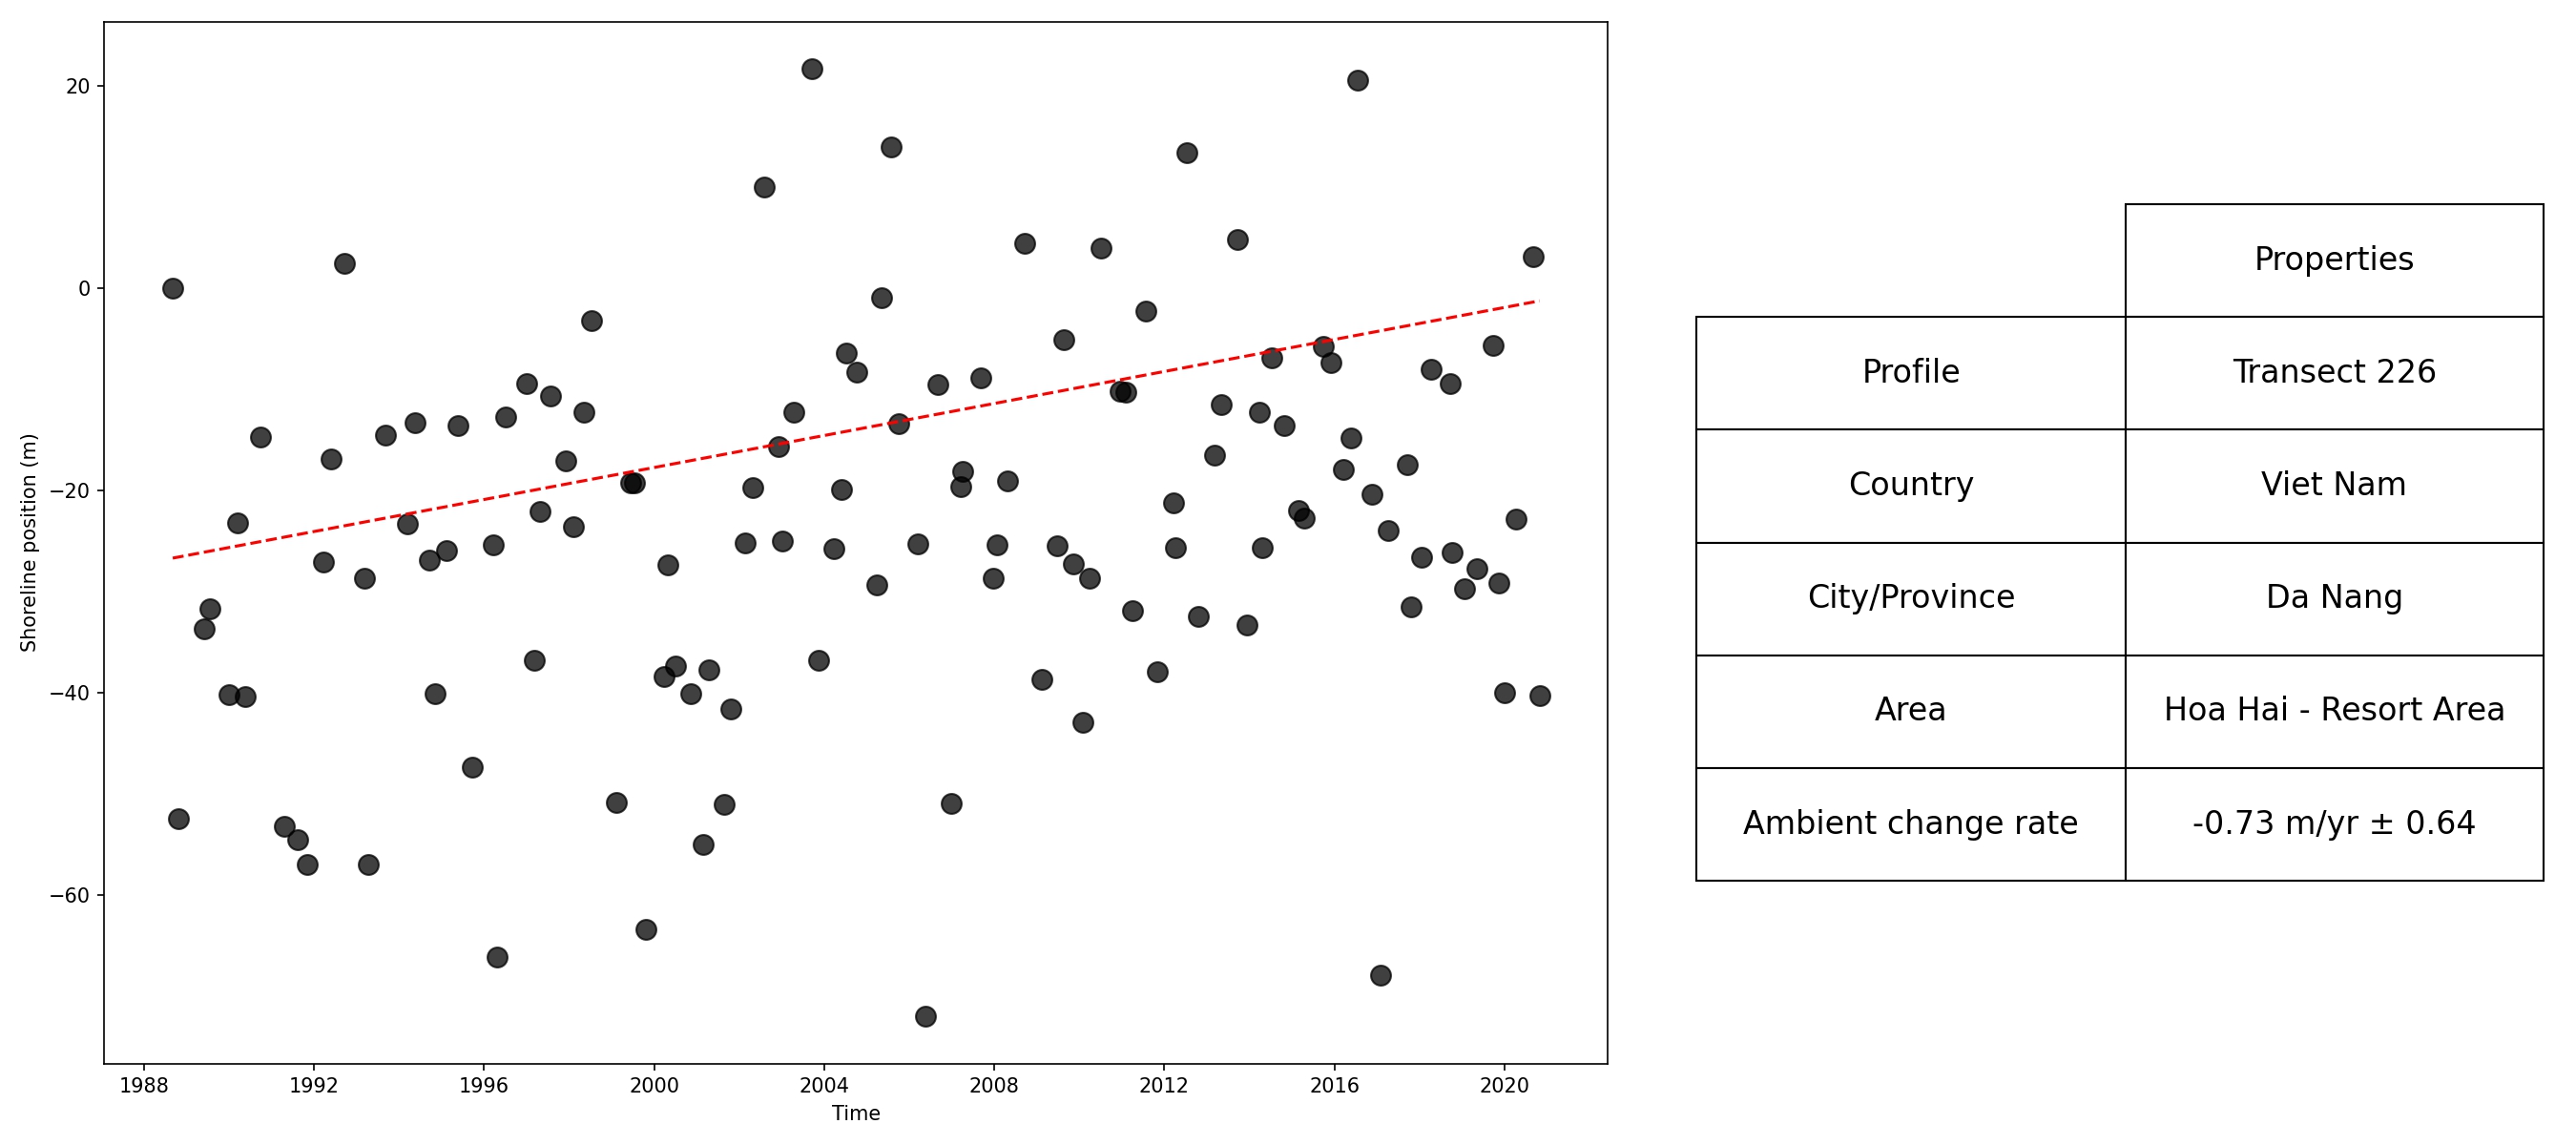 20
0
−20
−40
−60
Shoreline position (m)
1988 1992 1996 2000 2004 2008 2012 2016 2020
Time
Properties
Profile Transect 226
Country Viet Nam
City/Province Da Nang
Area Hoa Hai - Resort Area
Ambient change rate -0.73 m/yr ± 0.64